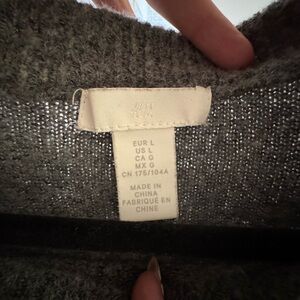 EUR L
US L
CA G
MX G
CN 175/104A
MADE IN
CHINA
FABRIQUÉ EN
CHINE